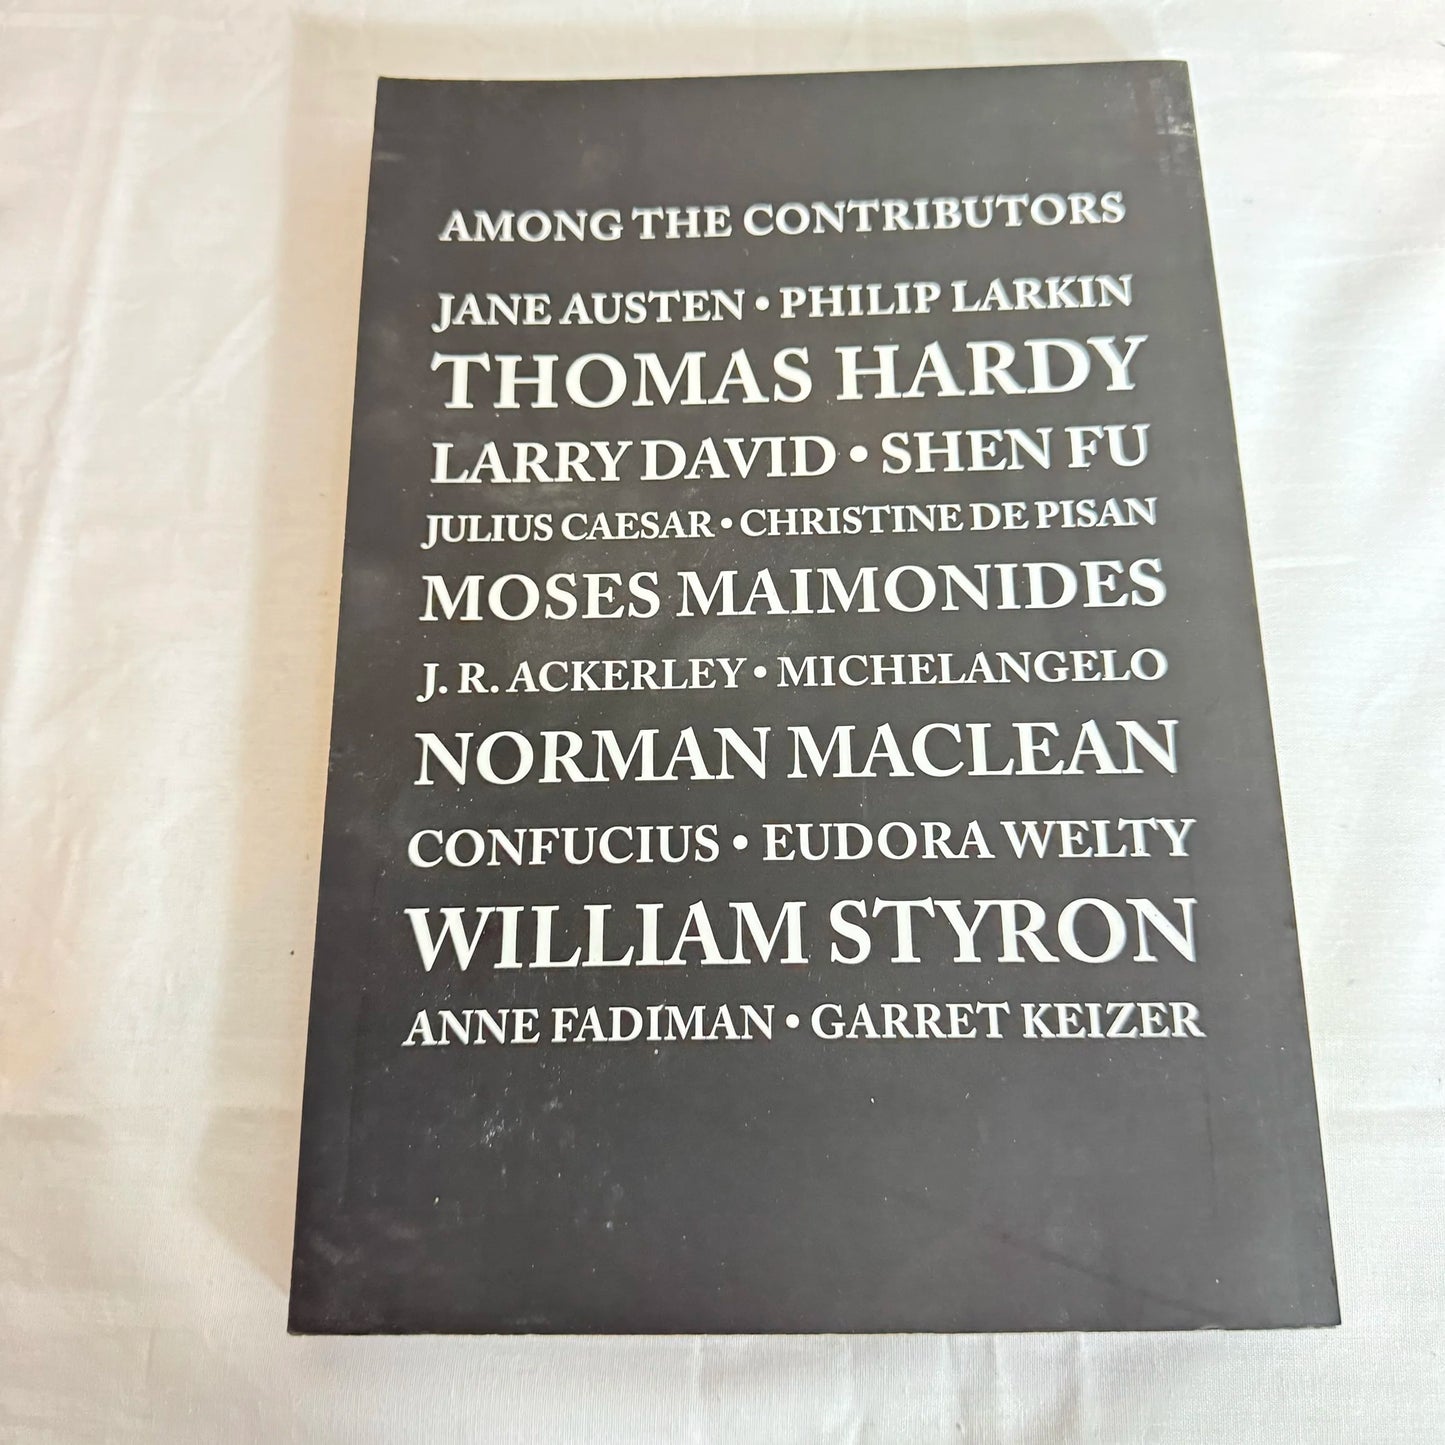 AMONG THE CONTRIBUTORS
JANE AUSTEN • PHILIP LARKIN
THOMAS HARDY
LARRY DAVID • SHEN FU
JULIUS CAESAR • CHRISTINE DE PISAN
MOSES MAIMONIDES
J. R. ACKERLEY • MICHELANGELO
NORMAN MACLEAN
CONFUCIUS • EUDORA WELTY
WILLIAM STYRON
ANNE FADIMAN • GARRET KEIZER